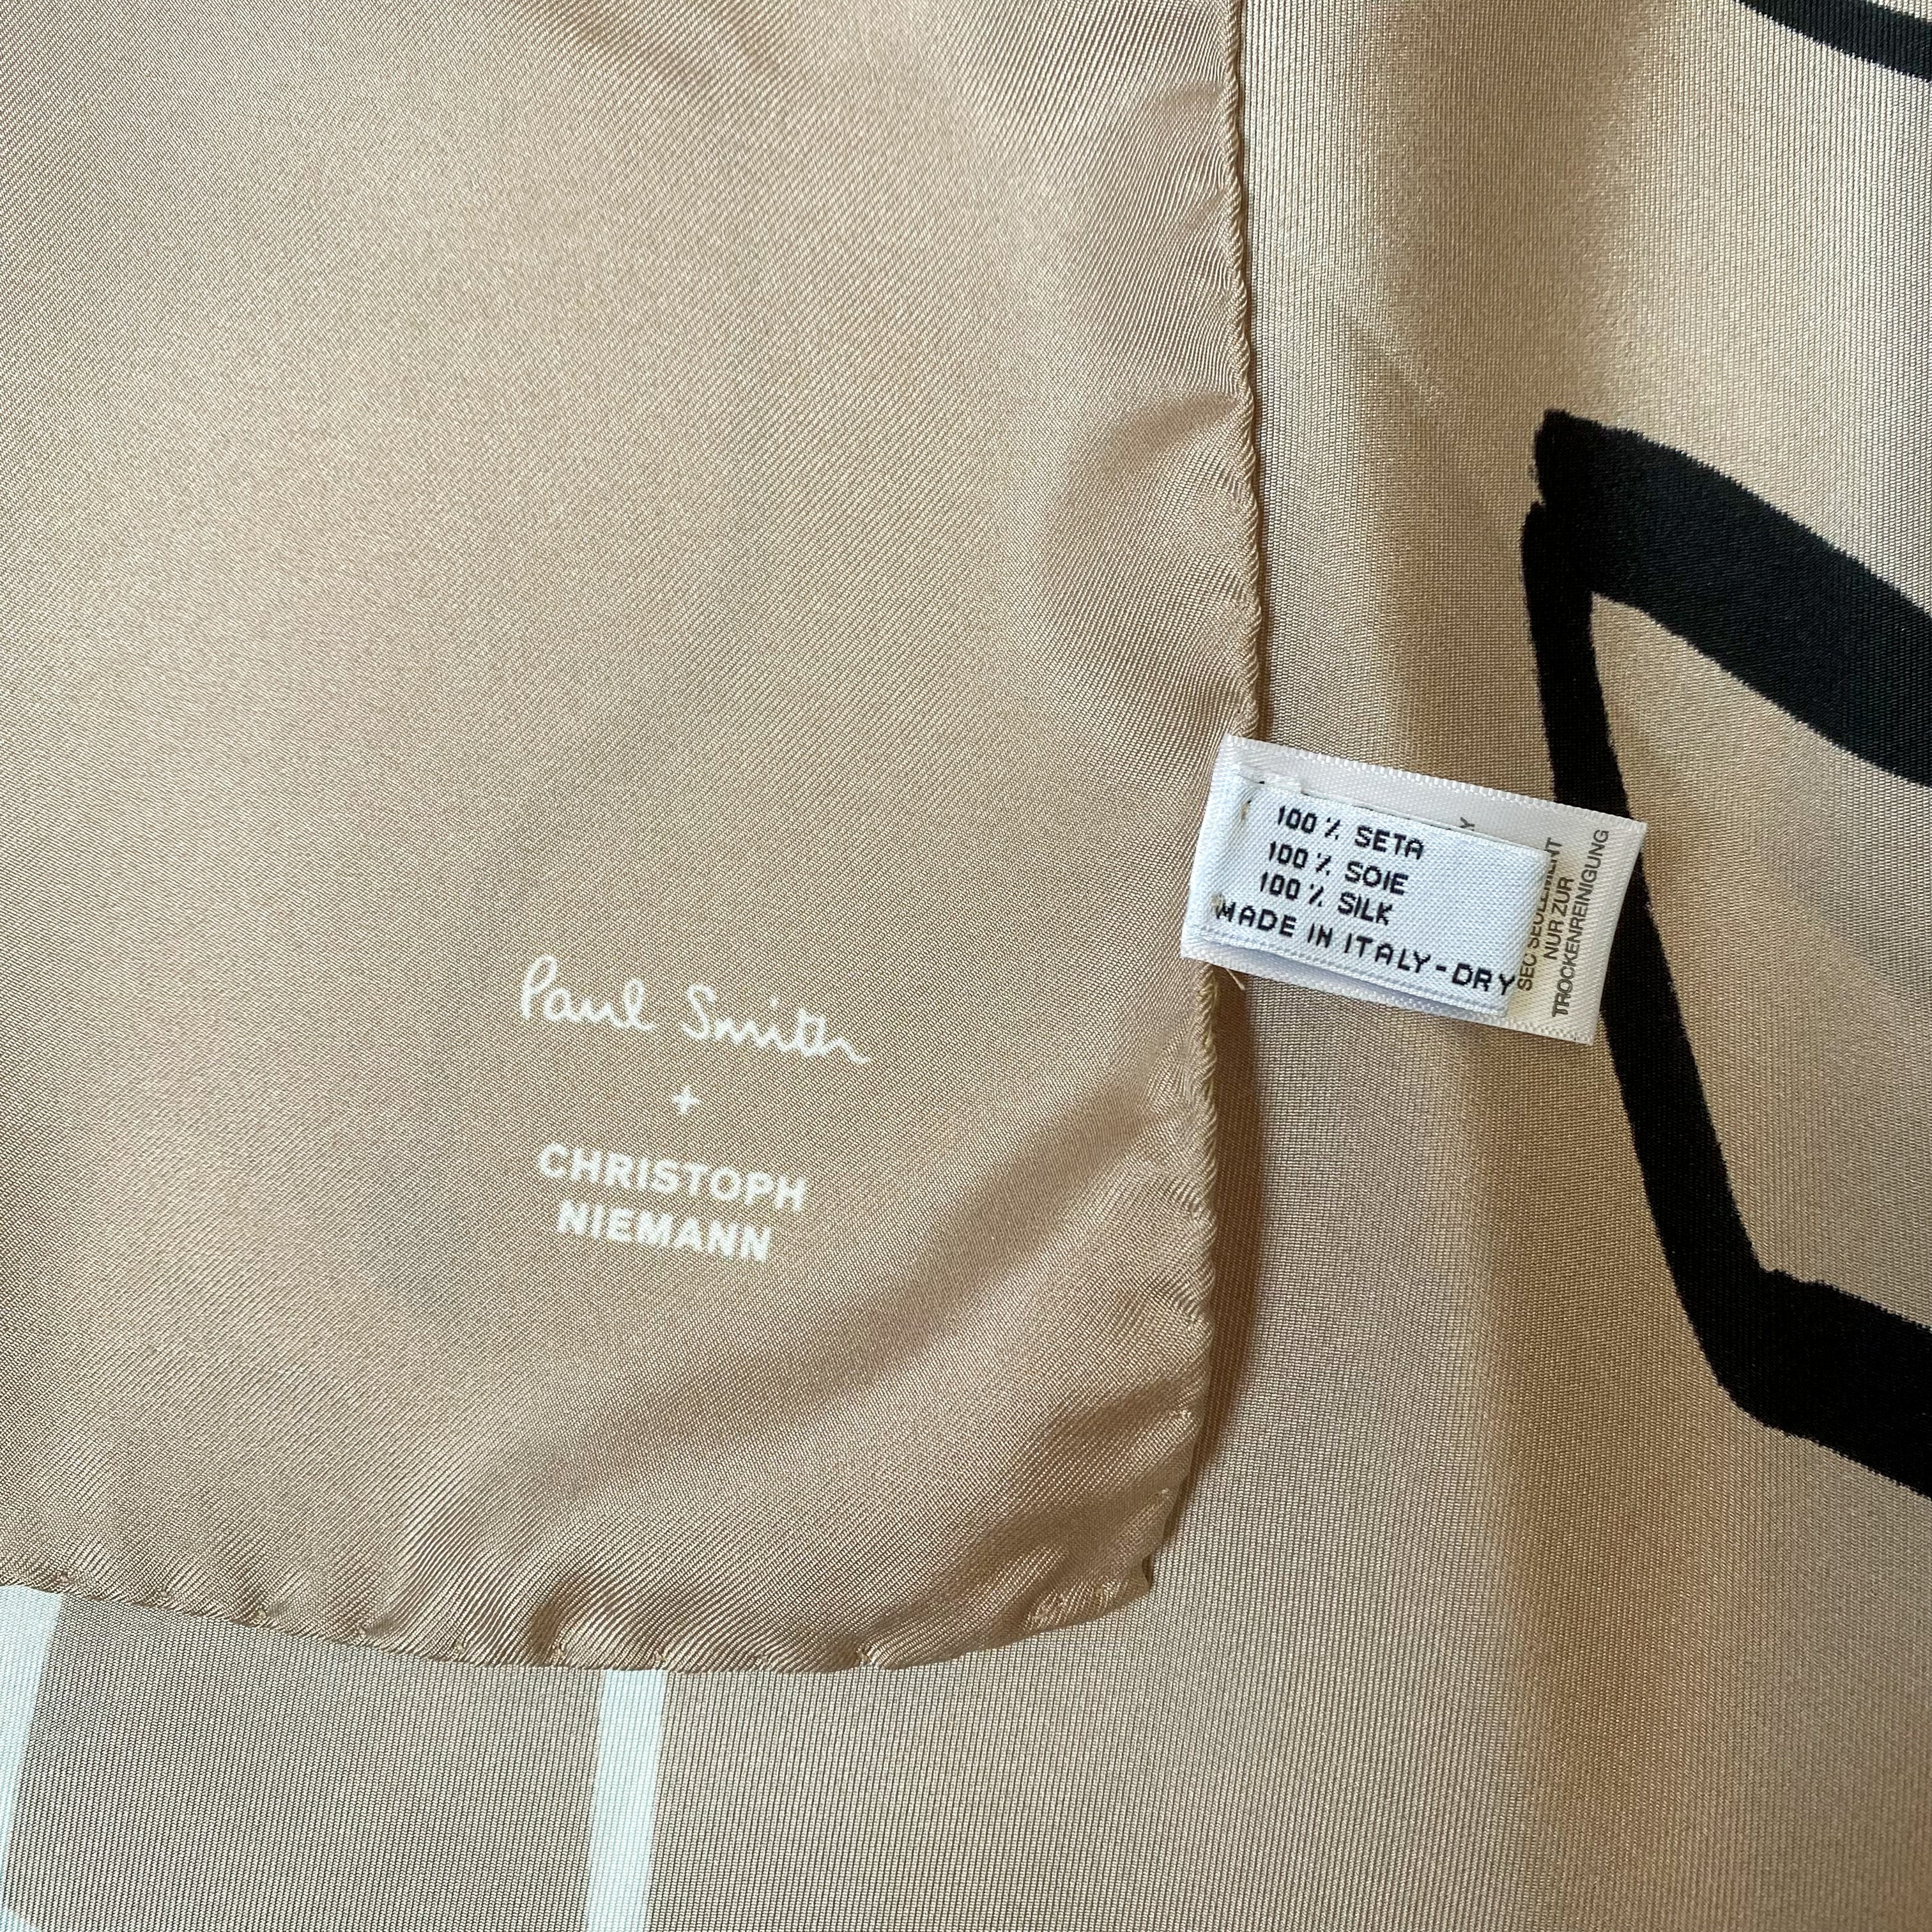 Paul Smith
+
CHRISTOPH
NIEMANN
100% SETA
100% SOIE
100% SILK
MADE IN ITALY-DRY
Y
SEC SEULEMENT
NUR ZUR
TROCKENREINIGUNG